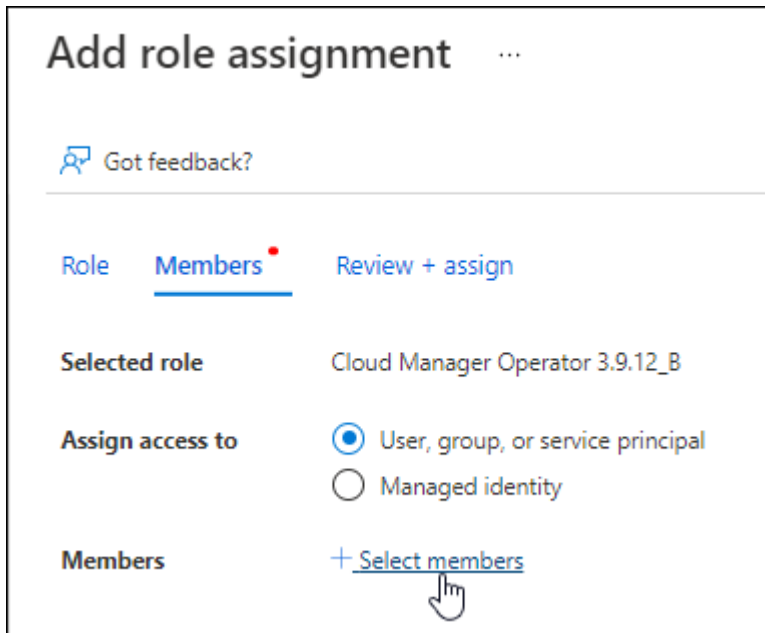 Add role assignment ...
Got feedback?
Role Members Review + assign
Selected role Cloud Manager Operator 3.9.12_B
Assign access to User, group, or service principal
Managed identity
Members + Select members